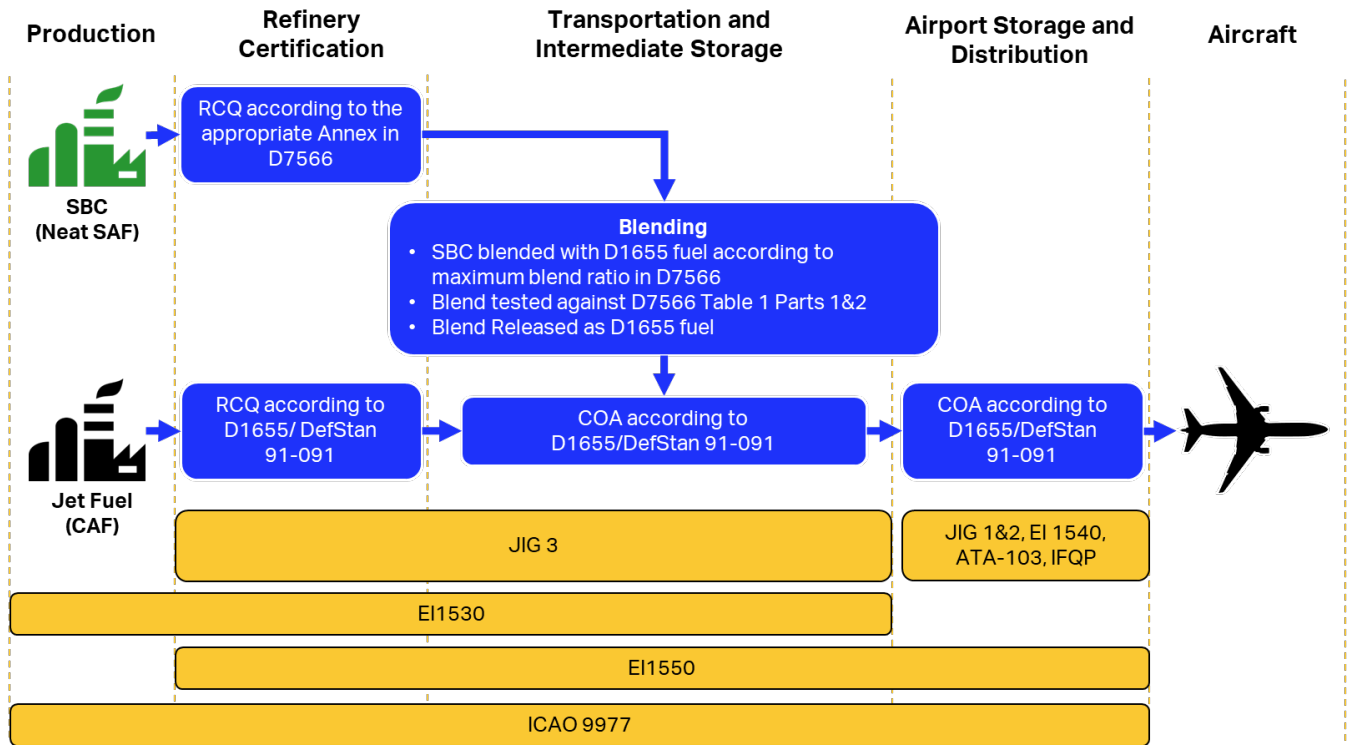 Production
Refinery
Certification
Transportation and
Intermediate Storage
Airport Storage and
Distribution
Aircraft
SBC
(Neat SAF)
RCQ according to the
appropriate Annex in
D7566
Blending
• SBC blended with D1655 fuel according to
maximum blend ratio in D7566
• Blend tested against D7566 Table 1 Parts 1&2
• Blend Released as D1655 fuel
Jet Fuel
(CAF)
RCQ according to
D1655/ DefStan
91-091
COA according to
D1655/DefStan 91-091
COA according to
D1655/DefStan
91-091
JIG 3
JIG 1&2, EI 1540,
ATA-103, IFQP
EI1530
EI1550
ICAO 9977